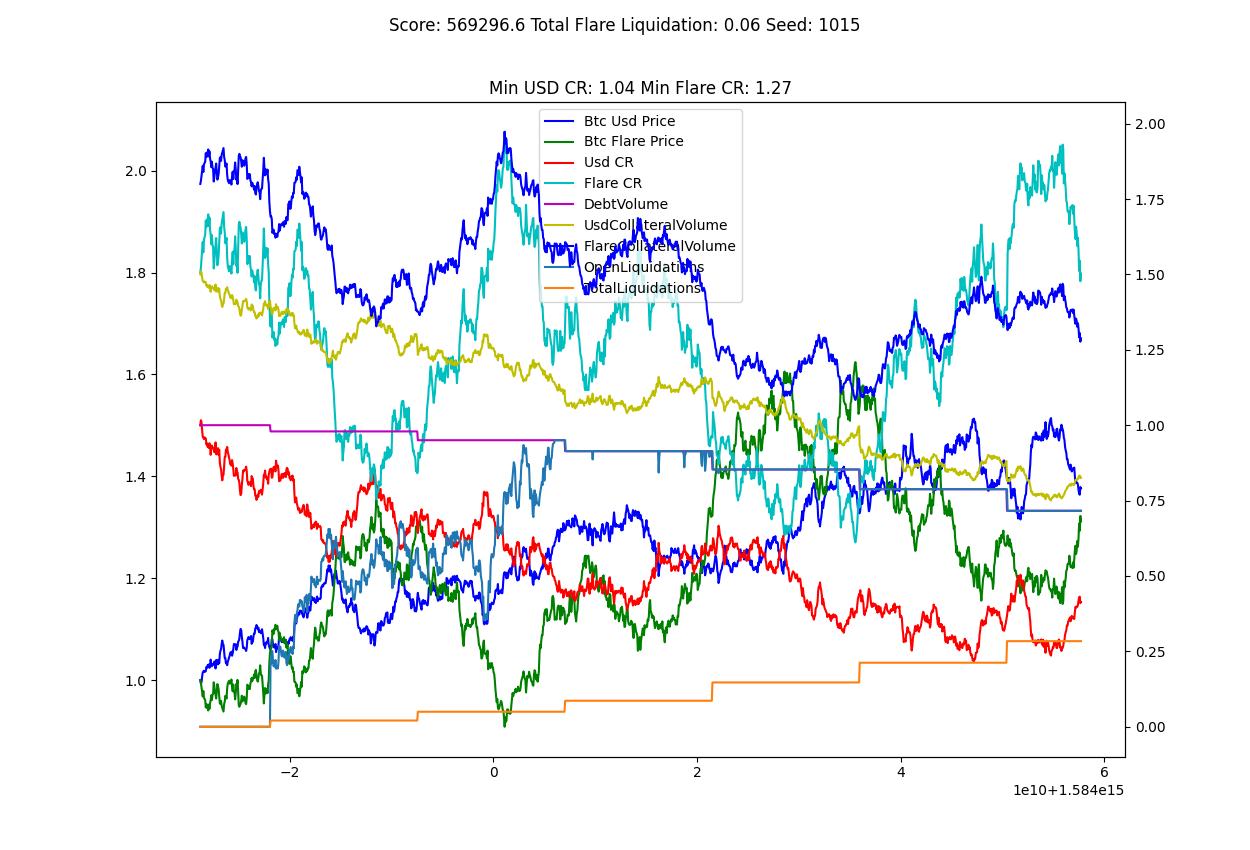 Score: 569296.6 Total Flare Liquidation: 0.06 Seed: 1015
Min USD CR: 1.04 Min Flare CR: 1.27
Btc Usd Price
Btc Flare Price
Usd CR
Flare CR
DebtVolume
UsdCollateralVolume
FlareCollateralVolume
OpenLiquidations
TotalLiquidations
2.0
1.8
1.6
1.4
1.2
1.0
2.00
1.75
1.50
1.25
1.00
0.75
0.50
0.25
0.00
−2
0
2
4
6
1e10+1.584e15